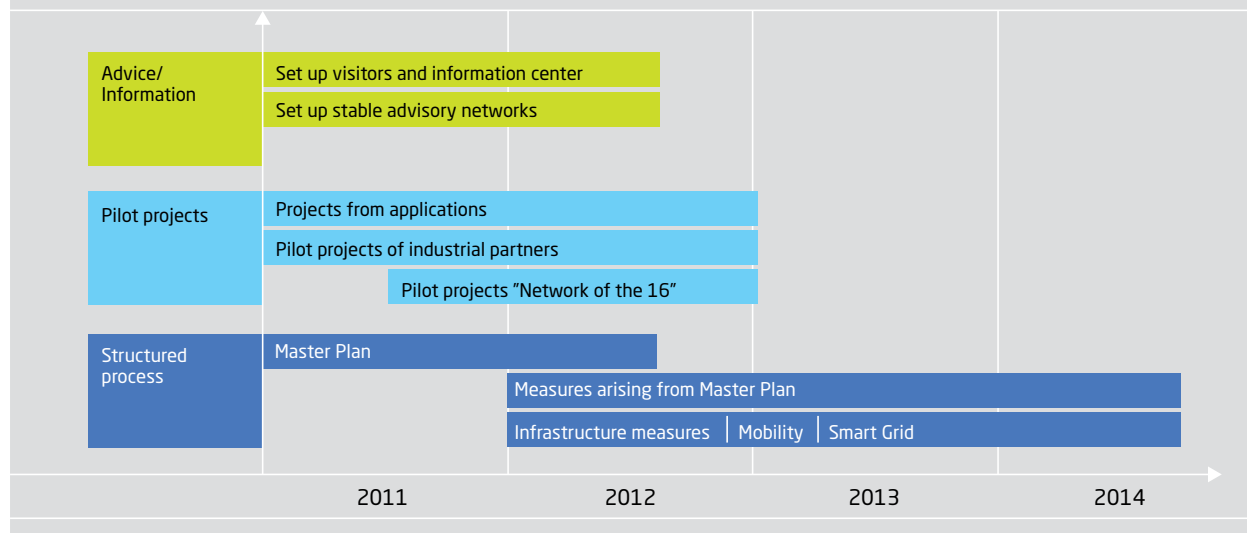 Advice/
Information
Set up visitors and information center
Set up stable advisory networks
Pilot projects
Projects from applications
Pilot projects of industrial partners
Pilot projects ”Network of the 16”
Structured
process
Master Plan
Measures arising from Master Plan
Infrastructure measures | Mobility | Smart Grid
2011 2012 2013 2014